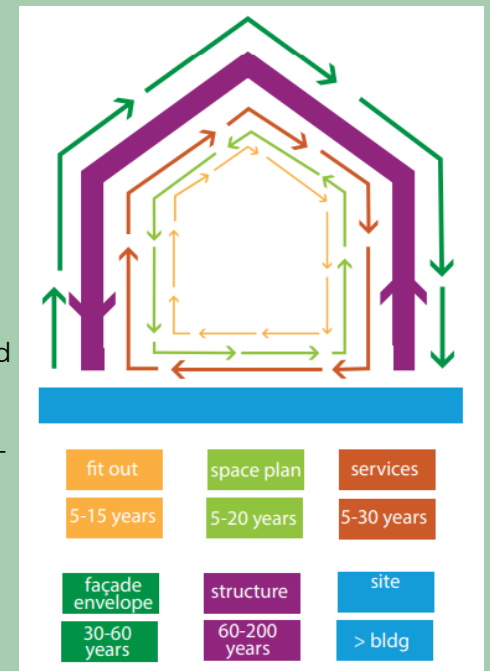 d
-
fit out
space plan
services
5-15 years
5-20 years
5-30 years
façade
envelope
structure
site
30-60
years
60-200
years
> bldg